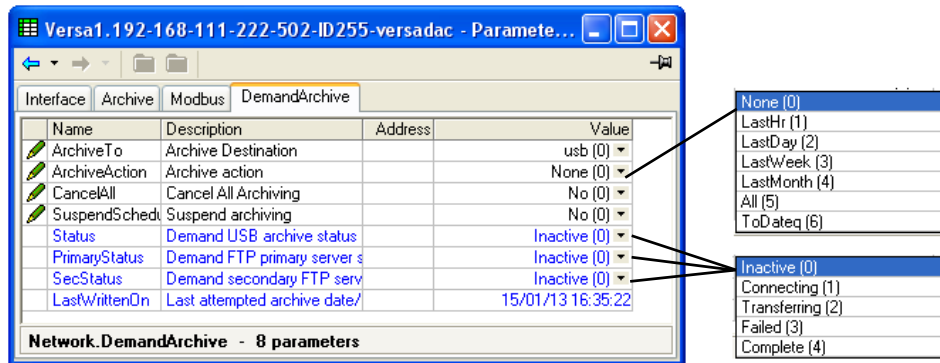 Versa1.192-168-111-222-502-ID255-versadac - Paramete...
Interface Archive Modbus DemandArchive
Name Description Address Value
ArchiveTo Archive Destination usb (0)
ArchiveAction Archive action None (0)
CancelAll Cancel All Archiving No (0)
SuspendSchedu Suspend archiving No (0)
Status Demand USB archive status Inactive (0)
PrimaryStatus Demand FTP primary server s Inactive (0)
SecStatus Demand secondary FTP serv Inactive (0)
LastWrittenOn Last attempted archive date/ 15/01/13 16:35:22
Network.DemandArchive - 8 parameters
None (0)
LastHr (1)
LastDay (2)
LastWeek (3)
LastMonth (4)
All (5)
ToDateq (6)
Inactive (0)
Connecting (1)
Transferring (2)
Failed (3)
Complete (4)